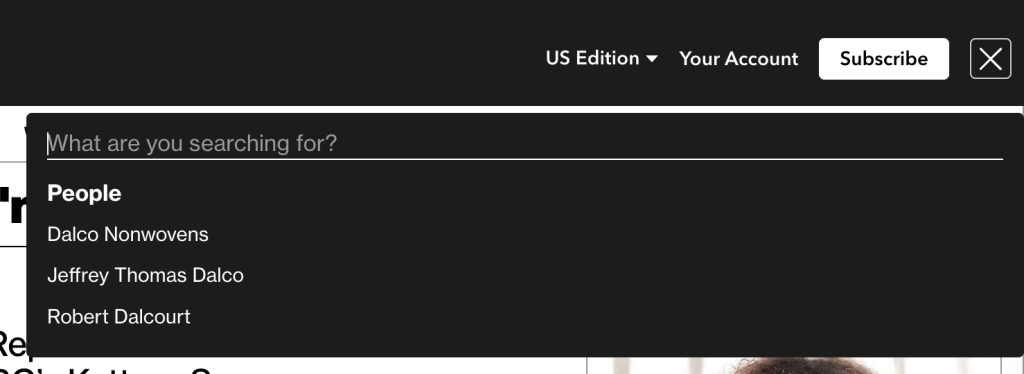 US Edition
Your Account
Subscribe
What are you searching for?
People
Dalco Nonwovens
Jeffrey Thomas Dalco
Robert Dalcourt